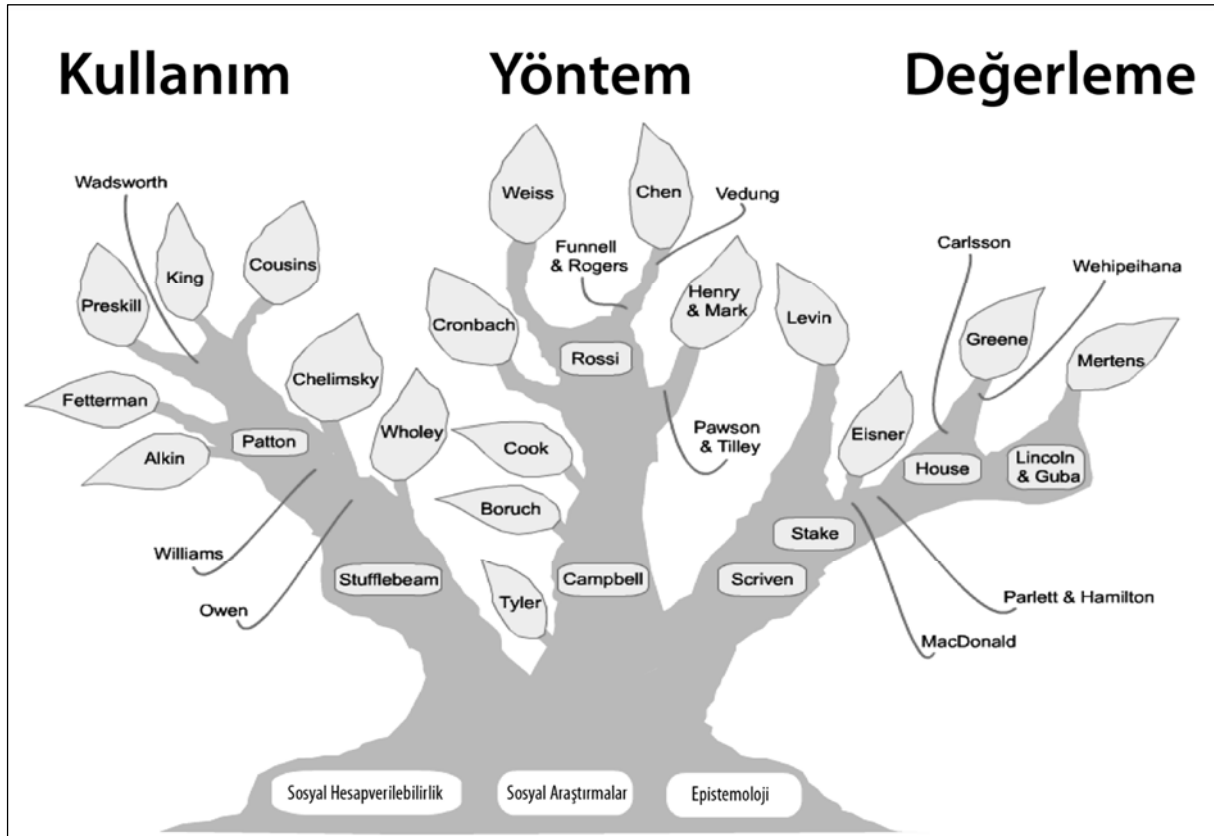 Kullanım
Yöntem
Değerleme
Wadsworth
King
Cousins
Preskill
Fetterman
Alkin
Patton
Chelimsky
Wholey
Williams
Owen
Stufflebeam
Weiss
Chen
Vedung
Funnell
& Rogers
Henry
& Mark
Cronbach
Rossi
Cook
Pawson
& Tilley
Boruch
Tyler
Campbell
Levin
Eisner
Carlsson
Wehipeihana
Greene
Mertens
House
Lincoln
& Guba
Stake
Scriven
Parlett & Hamilton
MacDonald
Sosyal Hesapverilebilirlik
Sosyal Araştırmalar
Epistemoloji